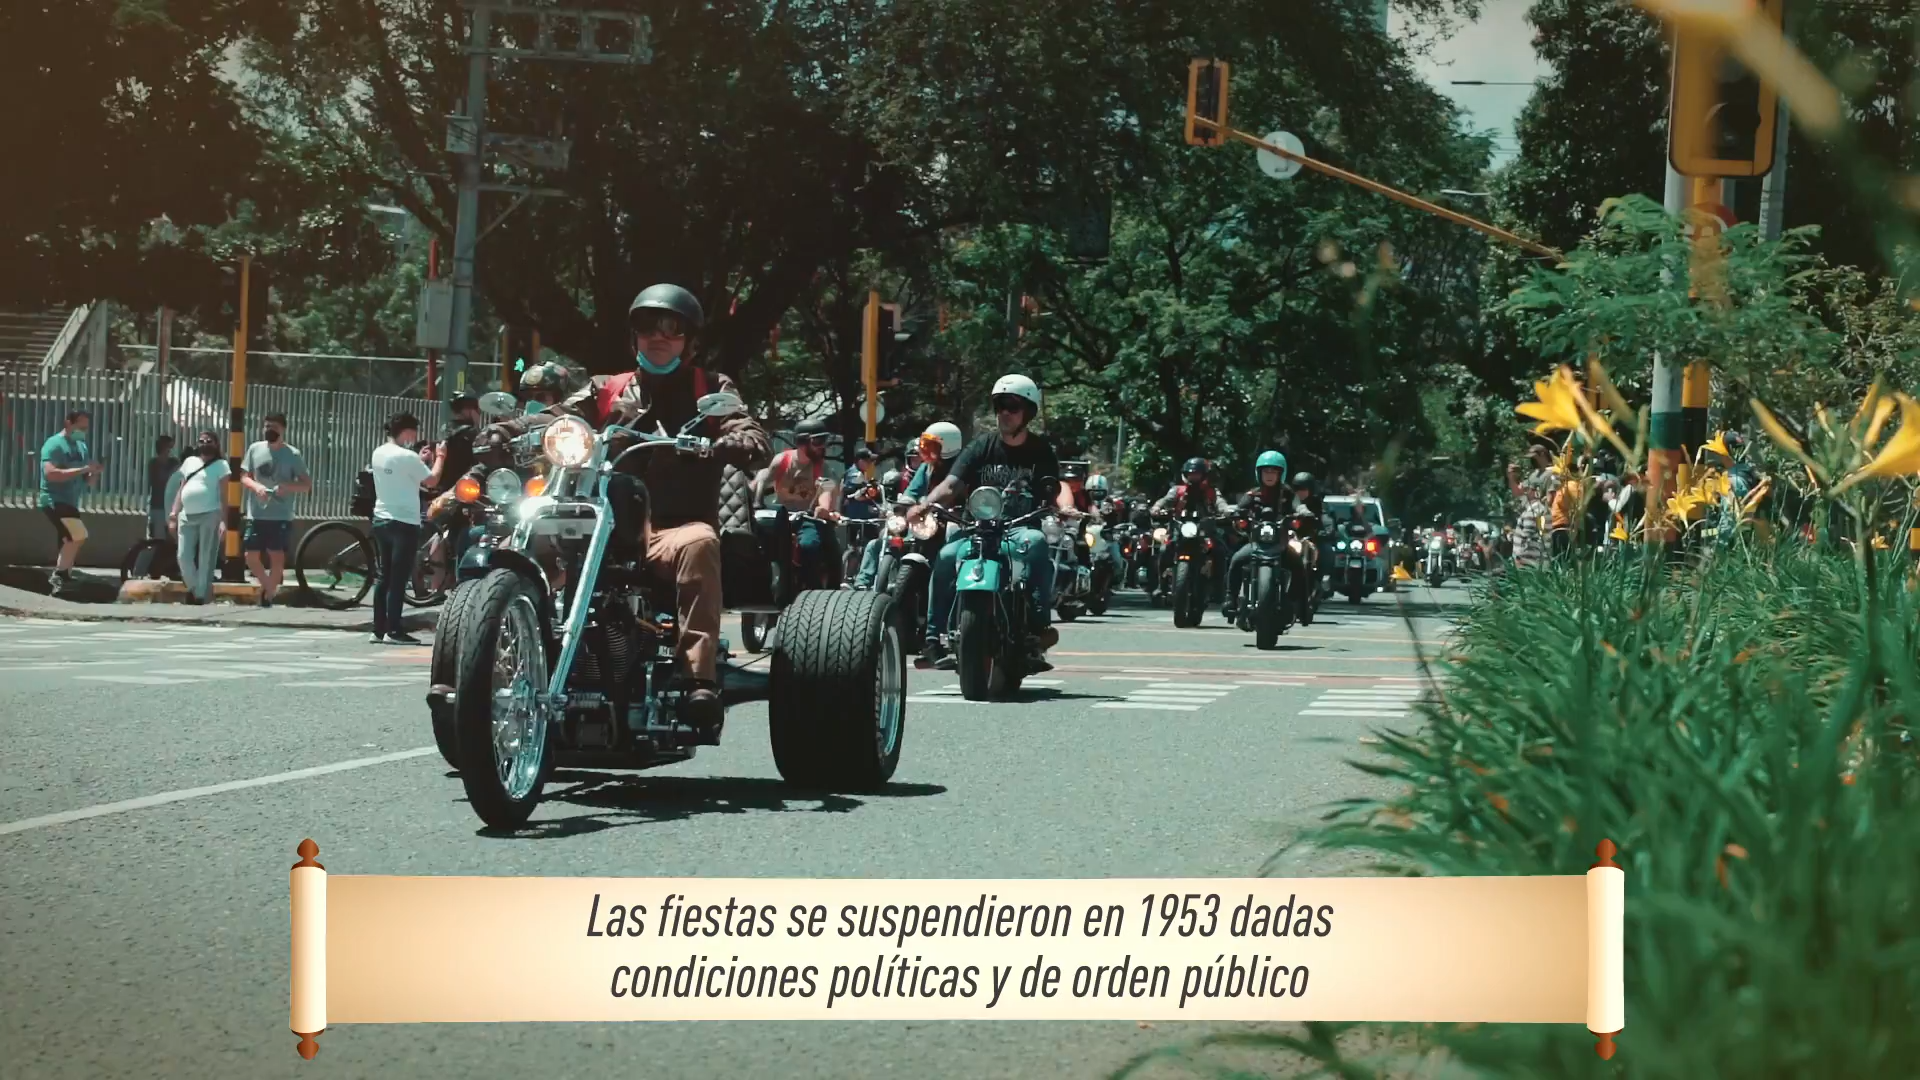 Las fiestas se suspendieron en 1953 dadas
condiciones políticas y de orden público